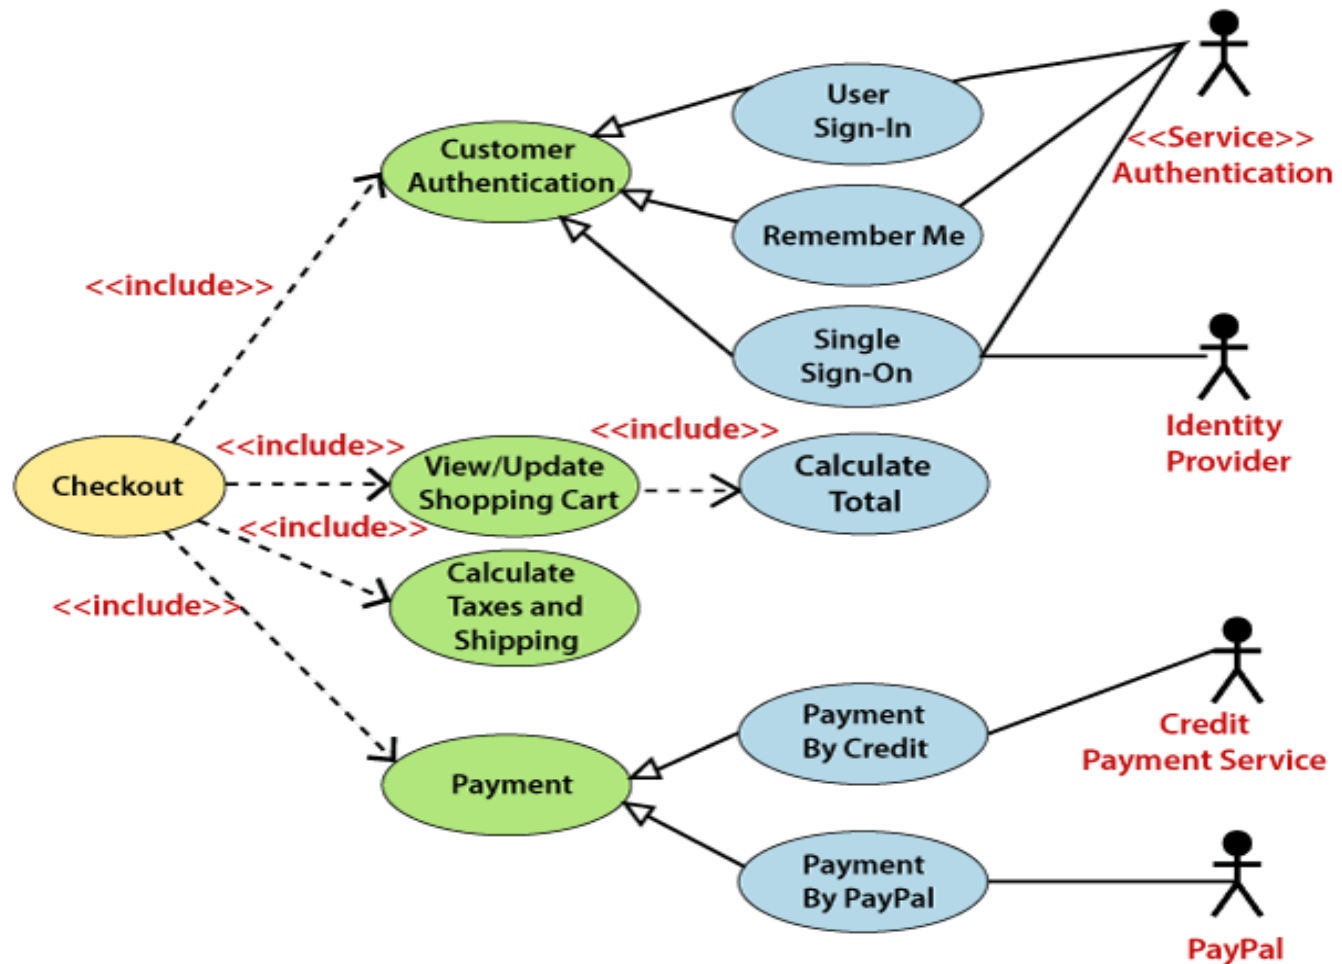 User
Sign-In
<<Service>>
Authentication
Customer
Authentication
Remember Me
<<include>>
Single
Sign-On
Identity
Provider
<<include>>
<<include>>
Checkout
View/Update
Shopping Cart
Calculate
Total
<<include>>
Calculate
Taxes and
Shipping
<<include>>
Payment
By Credit
Credit
Payment Service
Payment
Payment
By PayPal
PayPal